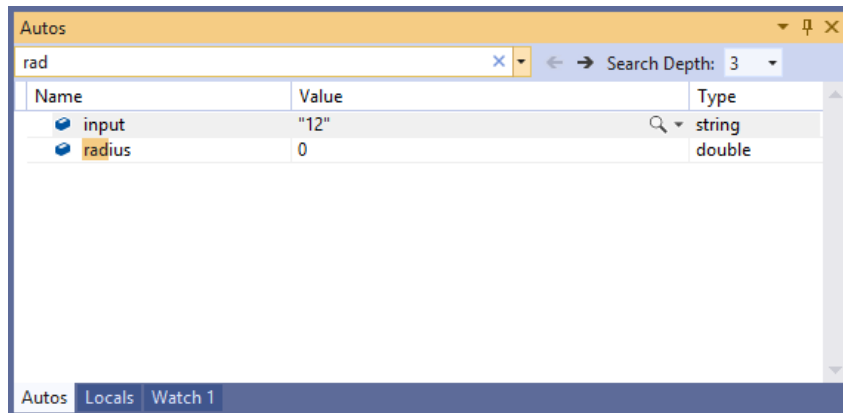 Autos
rad Search Depth: 3
Name Value Type
input "12" string
radius 0 double
Autos Locals Watch 1